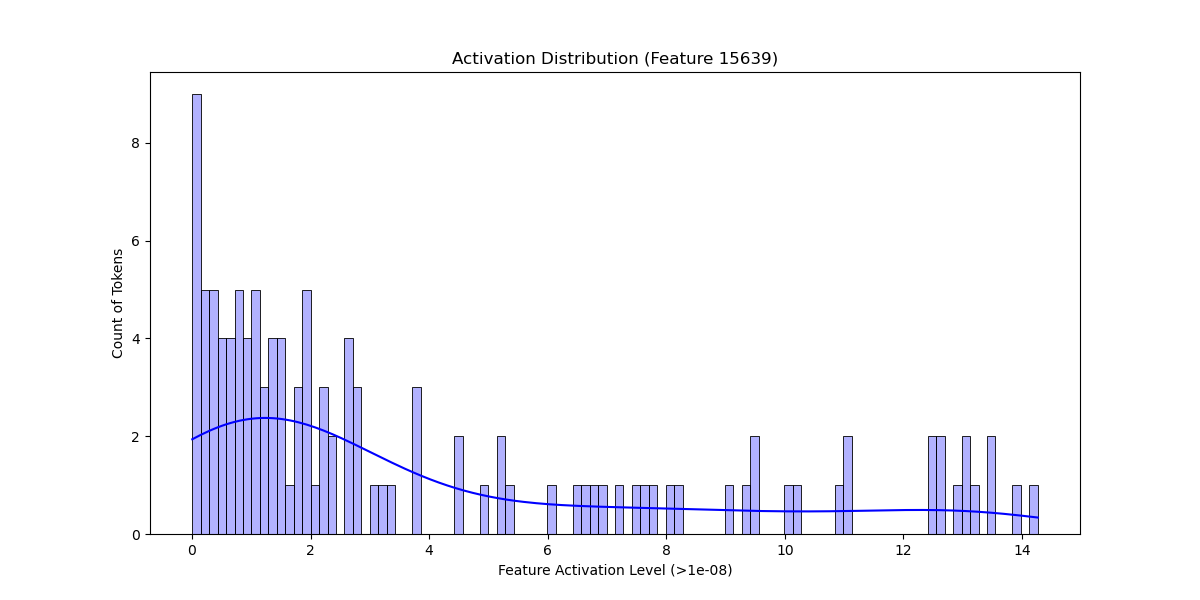 Activation Distribution (Feature 15639)
Count of Tokens
8
6
4
2
0
0 2 4 6 8 10 12 14
Feature Activation Level (>1e-08)